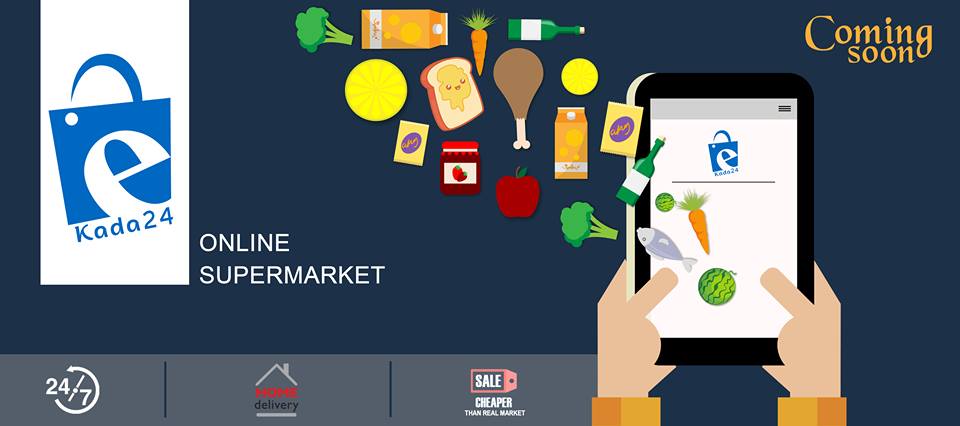 Coming
soon
e
Kada24
ONLINE
SUPERMARKET
e
Kada24
24/7
HOME
delivery
SALE
CHEAPER
THAN REAL MARKET